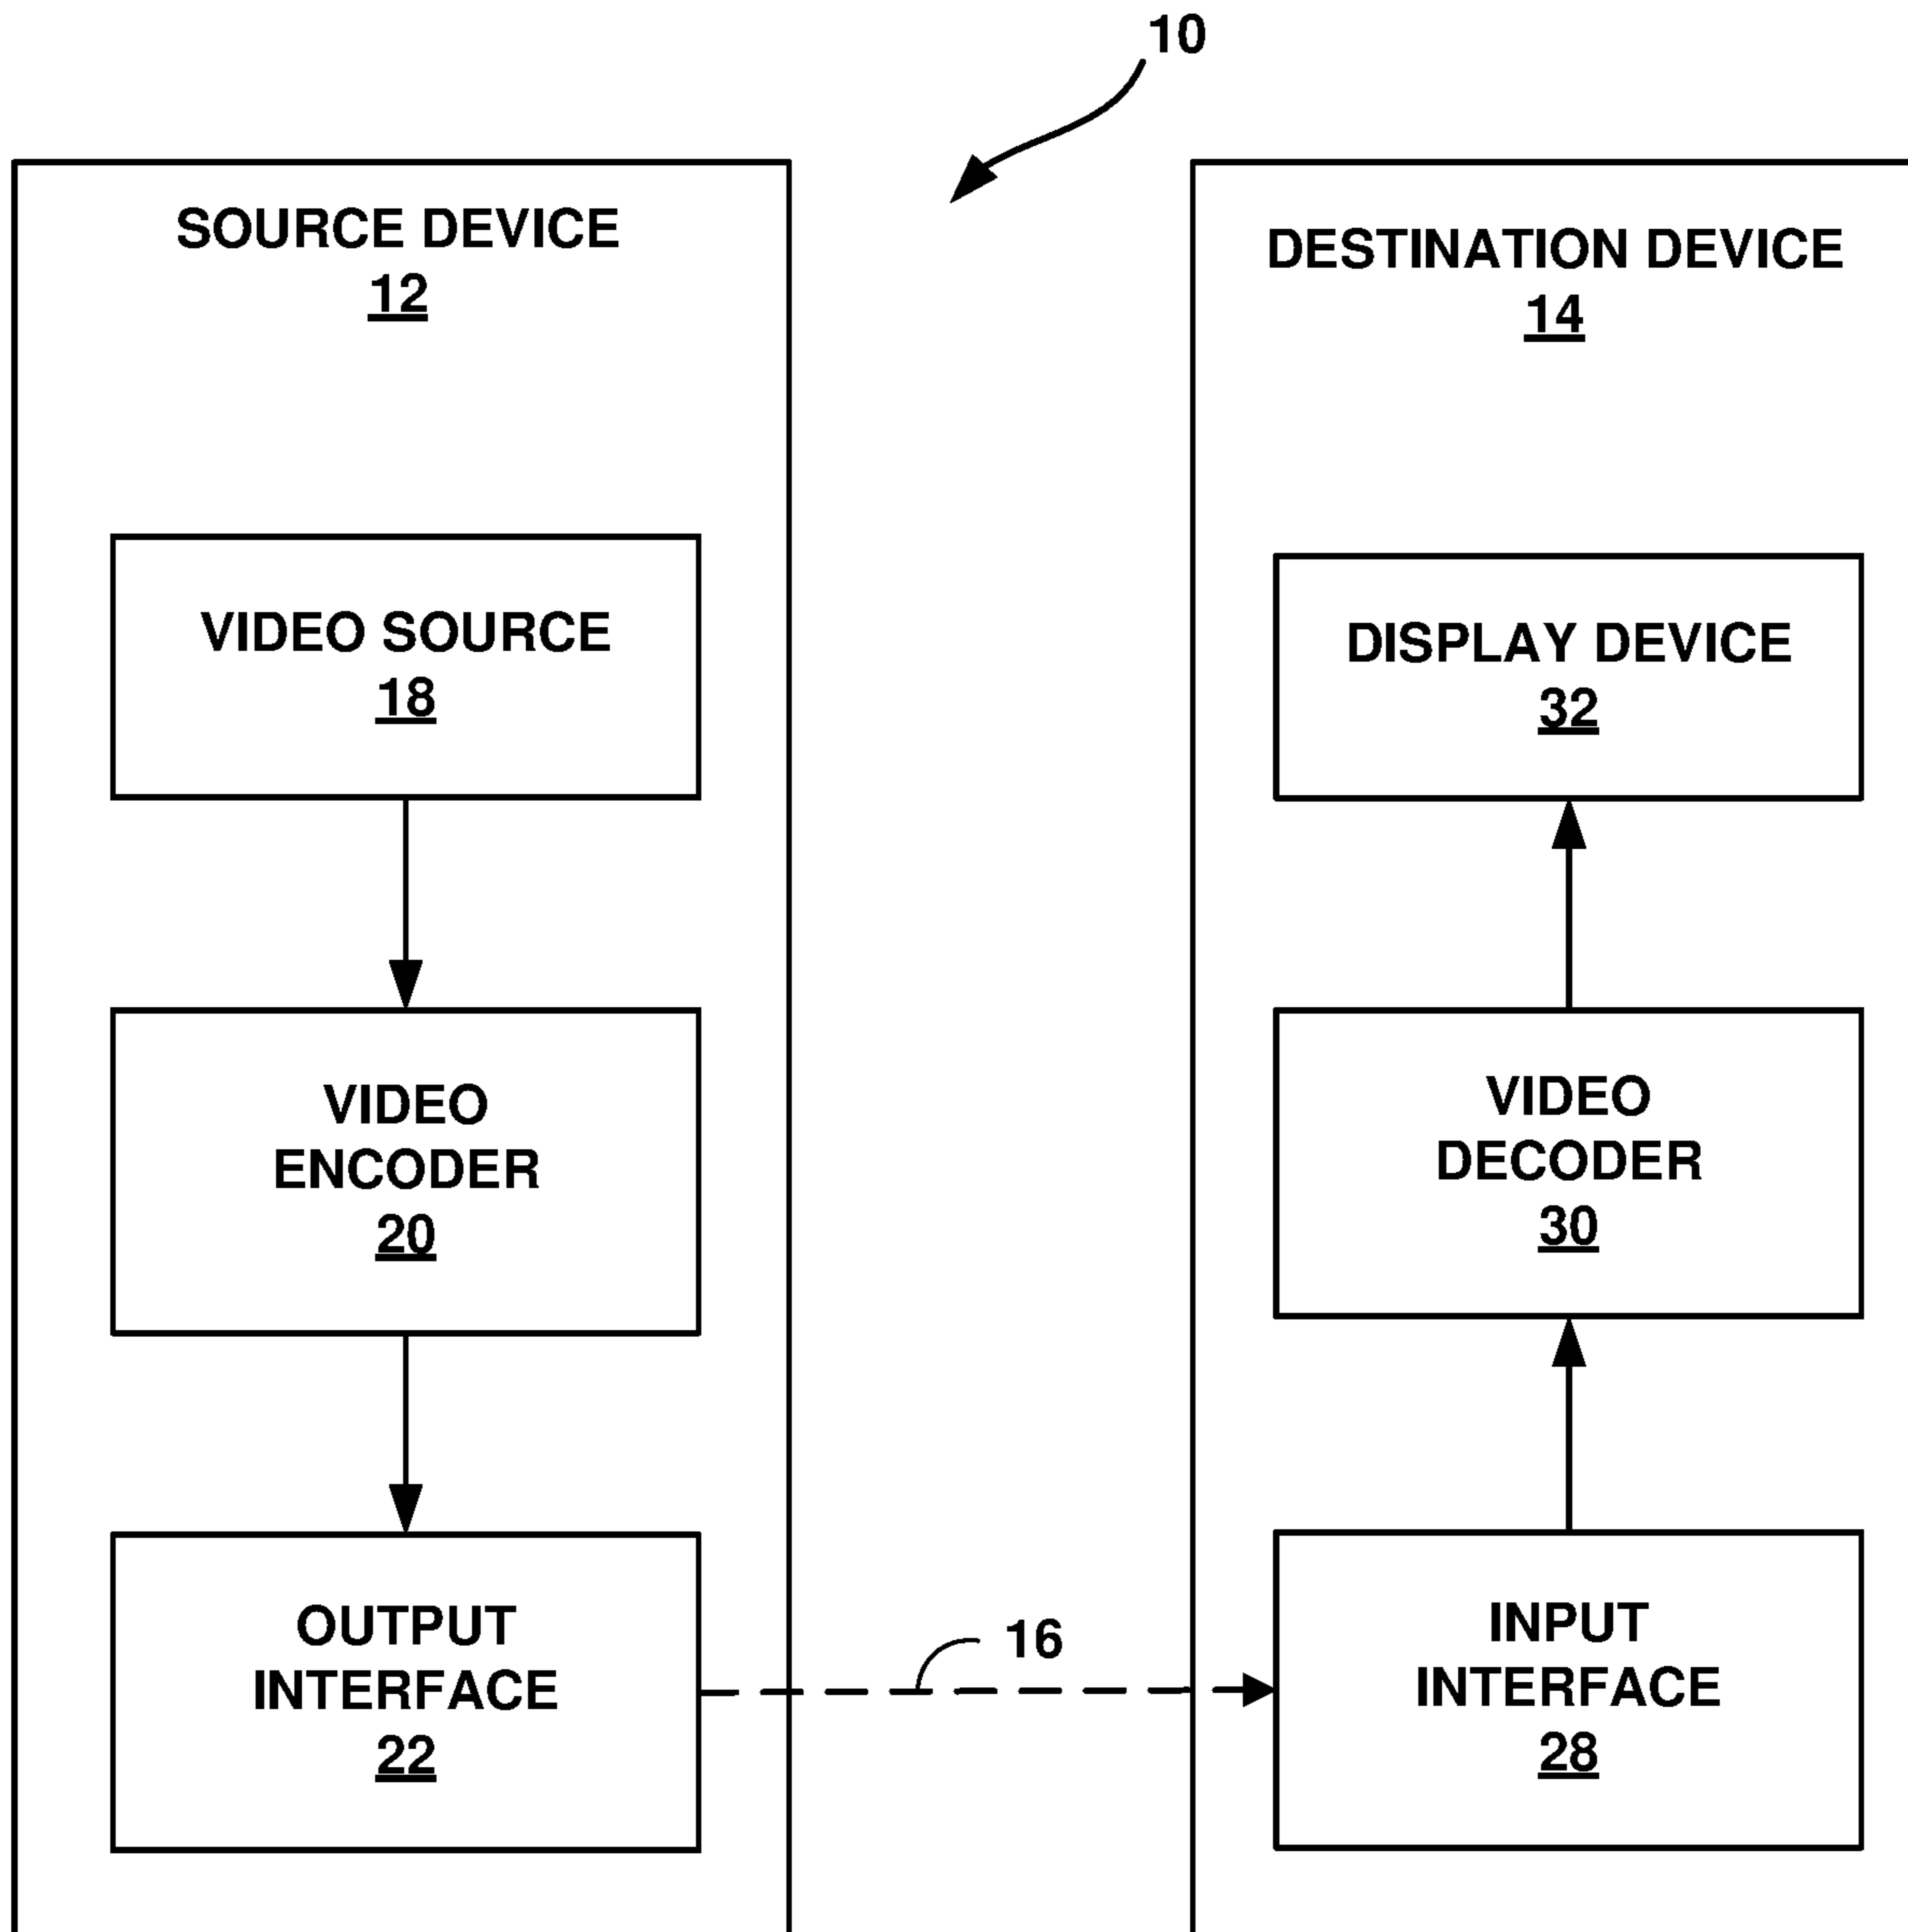 10
SOURCE DEVICE
12
VIDEO SOURCE
18
VIDEO
ENCODER
20
OUTPUT
INTERFACE
22
16
DESTINATION DEVICE
14
DISPLAY DEVICE
32
VIDEO
DECODER
30
INPUT
INTERFACE
28